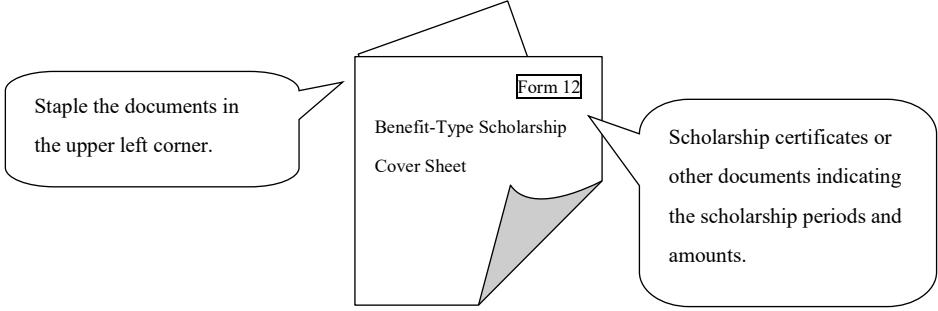 Staple the documents in
the upper left corner.
Form 12
Benefit-Type Scholarship
Cover Sheet
Scholarship certificates or
other documents indicating
the scholarship periods and
amounts.